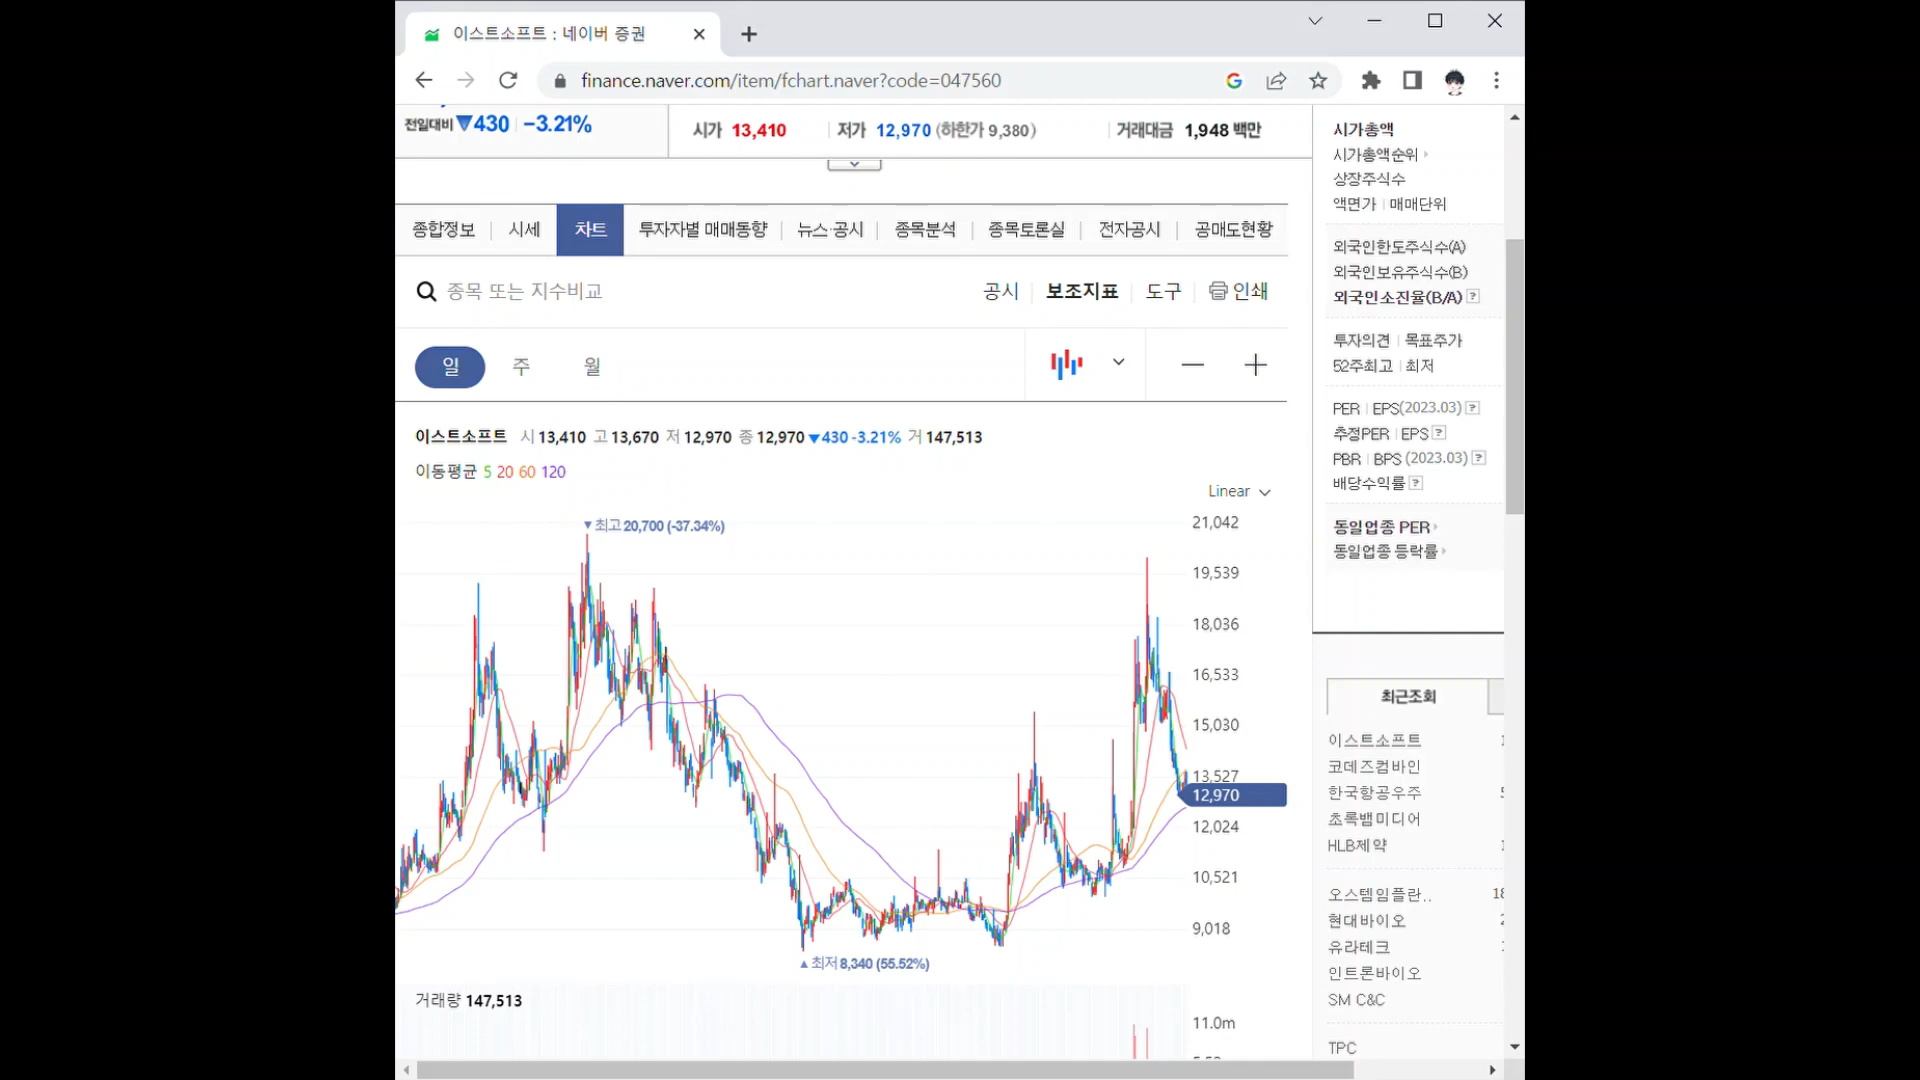 이스트소프트 : 네이버 증권
finance.naver.com/item/fchart.naver?code=047560
전일대비 ▼430 −3.21%
시가 13,410 저가 12,970 (하한가 9,380) 거래대금 1,948 백만
종합정보 시세 차트 투자자별 매매동향 뉴스·공시 종목분석 종목토론실 전자공시 공매도현황
종목 또는 지수비교 공시 보조지표 도구 인쇄
일 주 월
이스트소프트 시 13,410 고 13,670 저 12,970 종 12,970 ▼430 -3.21% 거 147,513
이동평균 5 20 60 120
Linear
▼최고 20,700 (-37.34%)
21,042
19,539
18,036
16,533
15,030
13,527
12,970
12,024
10,521
9,018
▲최저 8,340 (55.52%)
거래량 147,513
11.0m
시가총액
시가총액순위
상장주식수
액면가 매매단위
외국인한도주식수(A)
외국인보유주식수(B)
외국인소진율(B/A) ?
투자의견 목표주가
52주최고 최저
PER EPS(2023.03) ?
추정PER EPS ?
PBR BPS (2023.03) ?
배당수익률 ?
동일업종 PER
동일업종 등락률
최근조회
이스트소프트
코데즈컴바인
한국항공우주
초록뱀미디어
HLB제약
오스템임플란.. 18
현대바이오
유라테크
인트론바이오
SM C&C
TPC